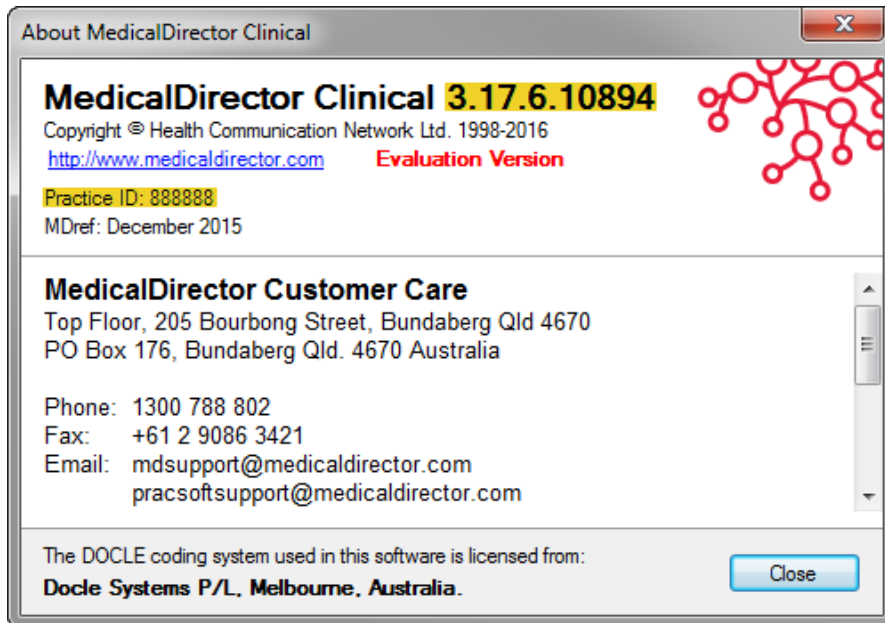 About MedicalDirector Clinical
MedicalDirector Clinical 3.17.6.10894
Copyright © Health Communication Network Ltd. 1998-2016
http://www.medicaldirector.com Evaluation Version
Practice ID: 888888
MDref: December 2015
MedicalDirector Customer Care
Top Floor, 205 Bourbong Street, Bundaberg Qld 4670
PO Box 176, Bundaberg Qld. 4670 Australia
Phone: 1300 788 802
Fax: +61 2 9086 3421
Email: mdsupport@medicaldirector.com
pracsoftsupport@medicaldirector.com
The DOCLE coding system used in this software is licensed from:
Docle Systems P/L, Melbourne, Australia.
Close